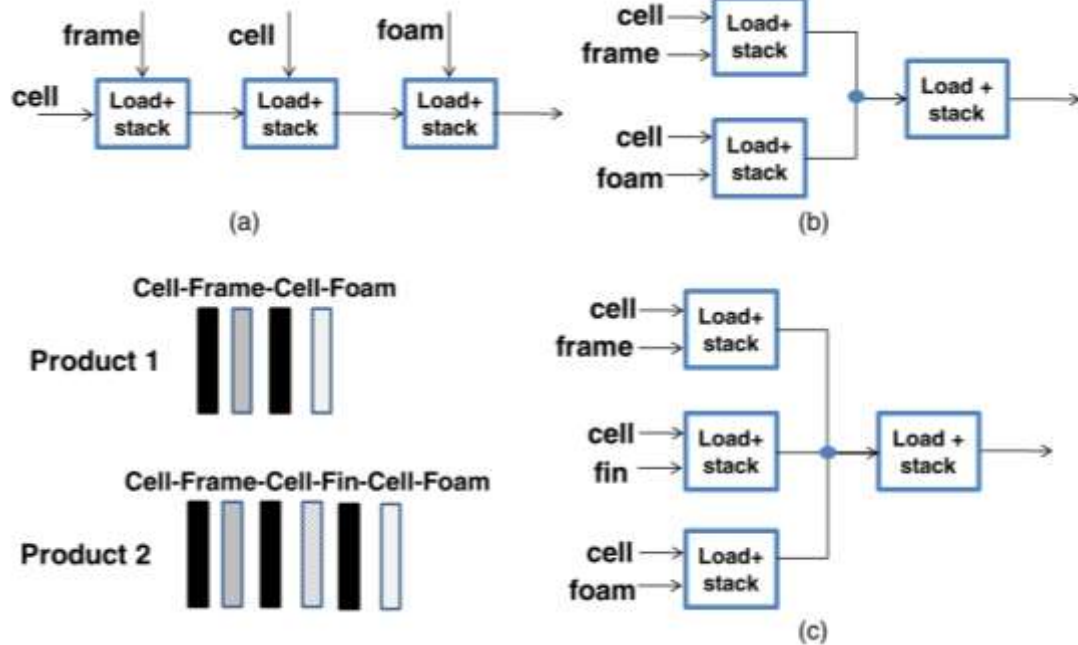 frame
cell
foam
cell
Load+
stack
Load+
stack
Load+
stack
(a)
cell
frame
Load+
stack
cell
foam
Load+
stack
Load +
stack
(b)
Cell-Frame-Cell-Foam
Product 1
Cell-Frame-Cell-Fin-Cell-Foam
Product 2
cell
frame
Load+
stack
cell
fin
Load+
stack
cell
foam
Load+
stack
Load +
stack
(c)